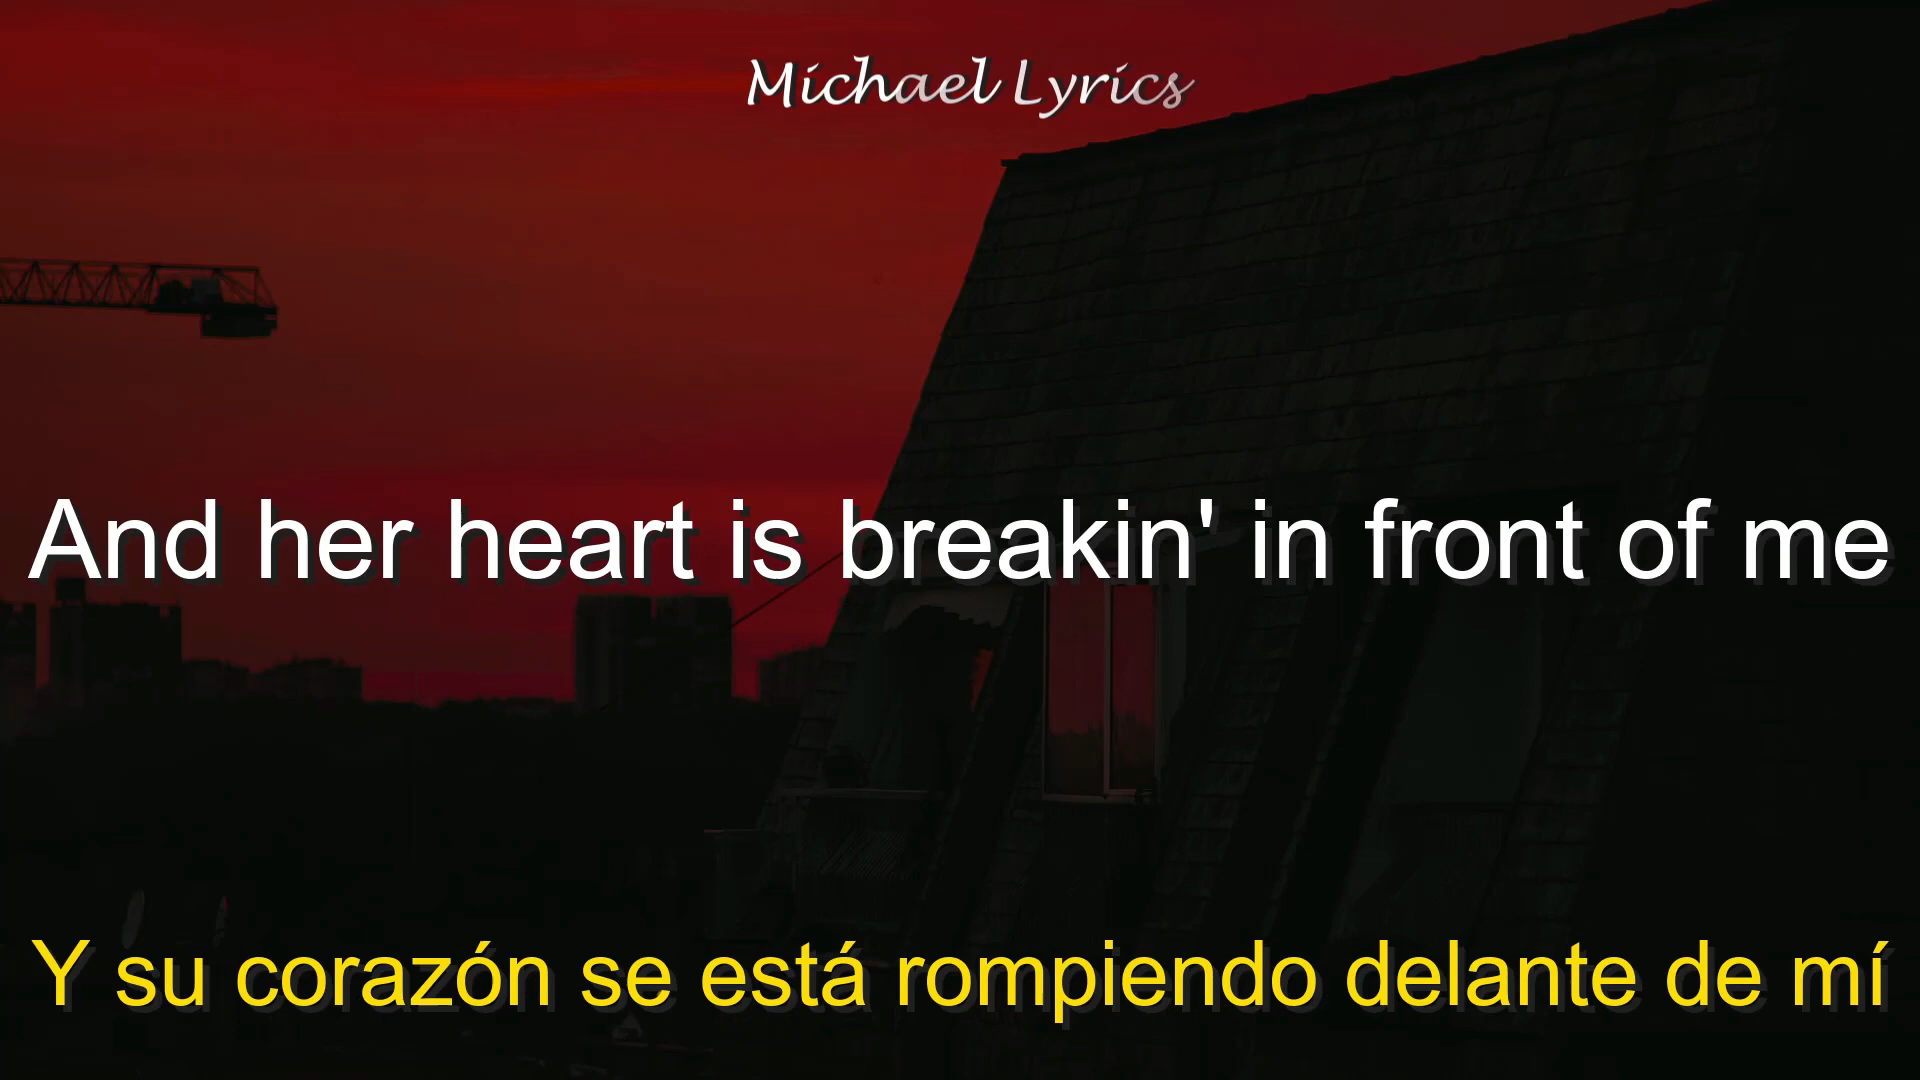 Michael Lyrics
And her heart is breakin' in front of me
Y su corazón se está rompiendo delante de mí